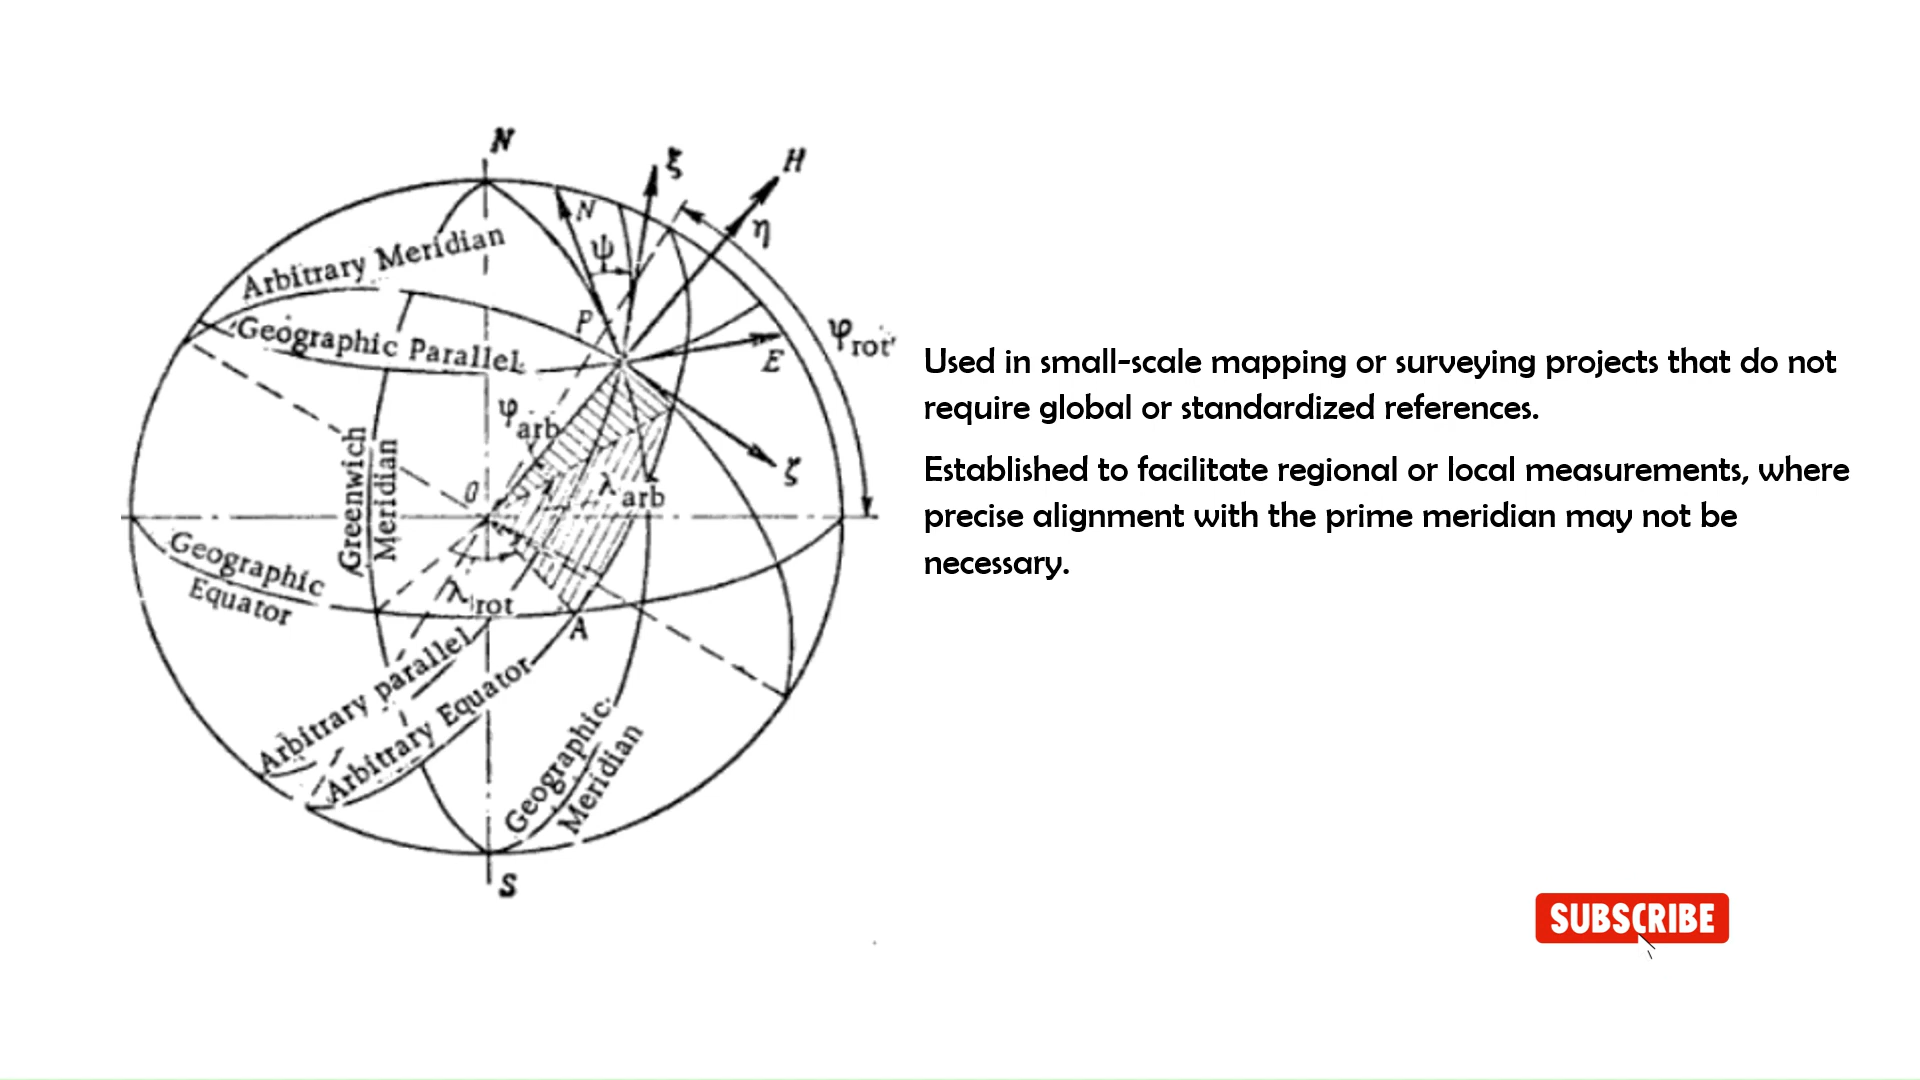 N
ξ
H
N
η
ψ
Arbitrary Meridian
P
φrot'
Geographic Parallel
E
φarb
ζ
Greenwich
Meridian
O
λarb
Geographic
Equator
λrot
A
Arbitrary parallel
Arbitrary Equator
Geographic
Meridian
S
Used in small-scale mapping or surveying projects that do not
require global or standardized references.
Established to facilitate regional or local measurements, where
precise alignment with the prime meridian may not be
necessary.
SUBSCRIBE